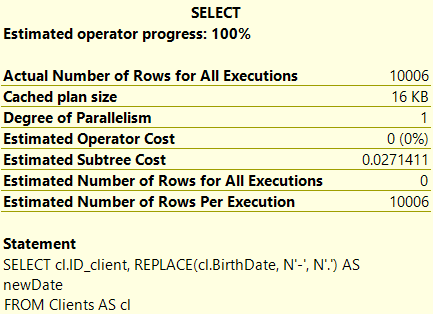 SELECT
Estimated operator progress: 100%
Actual Number of Rows for All Executions 10006
Cached plan size 16 KB
Degree of Parallelism 1
Estimated Operator Cost 0 (0%)
Estimated Subtree Cost 0.0271411
Estimated Number of Rows for All Executions 0
Estimated Number of Rows Per Execution 10006
Statement
SELECT cl.ID_client, REPLACE(cl.BirthDate, N'-', N'.') AS
newDate
FROM Clients AS cl